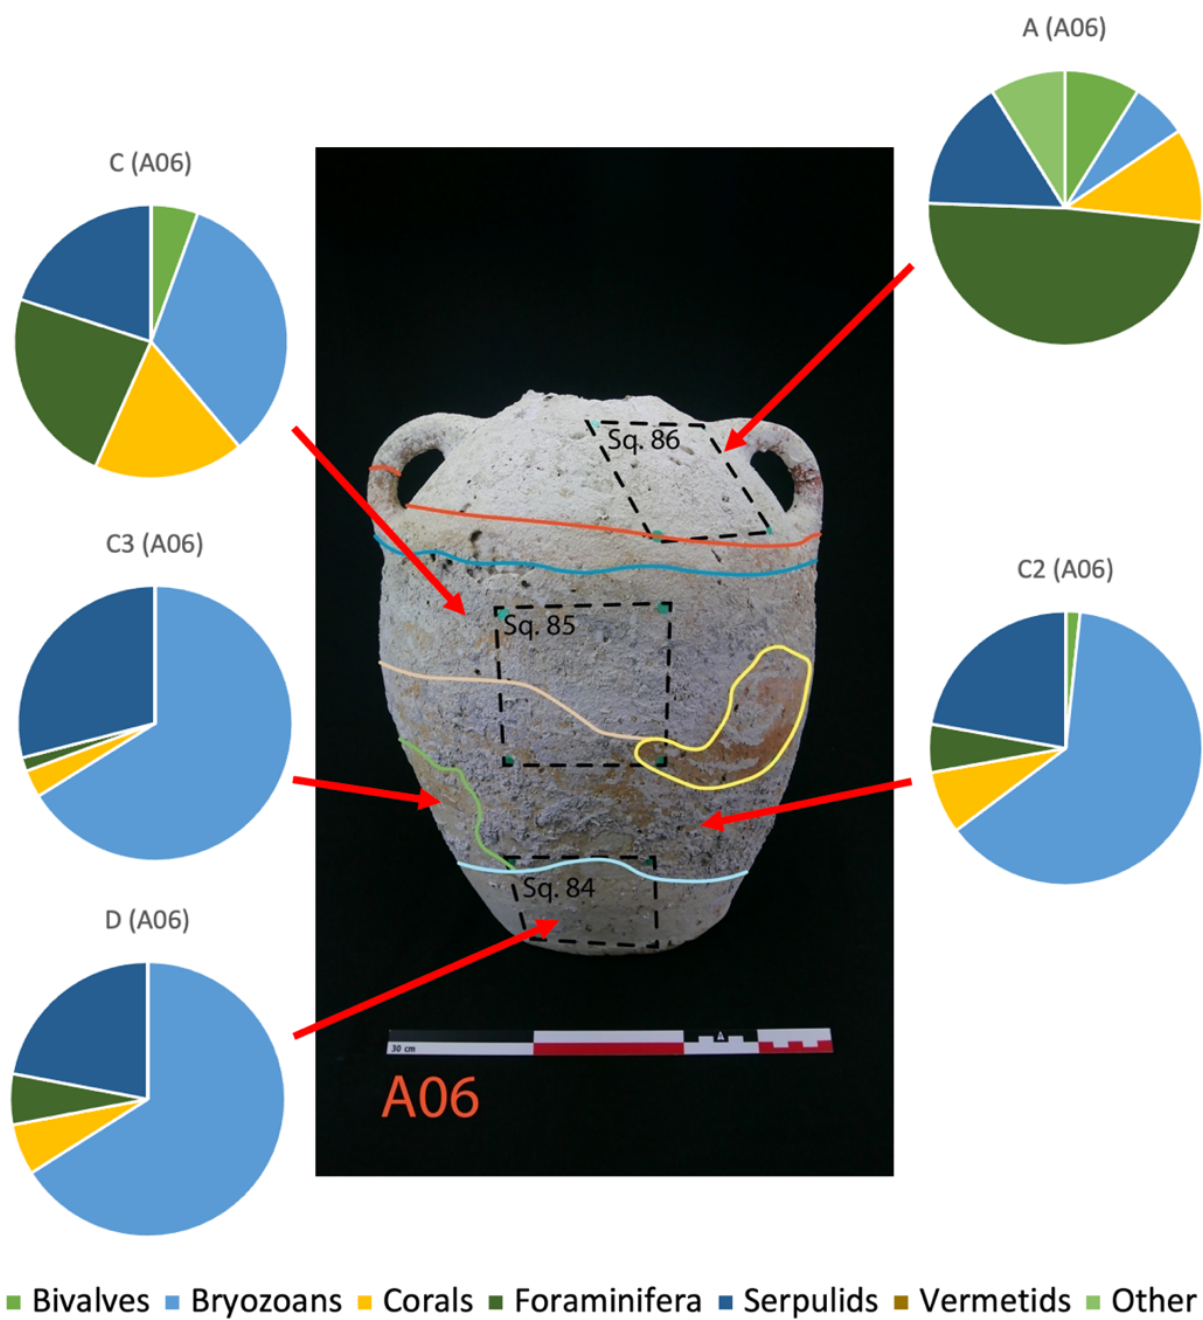 A (A06)
C (A06)
Sq. 86
C3 (A06)
C2 (A06)
Sq. 85
Sq. 84
D (A06)
A
30 cm
A06
Bivalves Bryozoans Corals Foraminifera Serpulids Vermetids Other